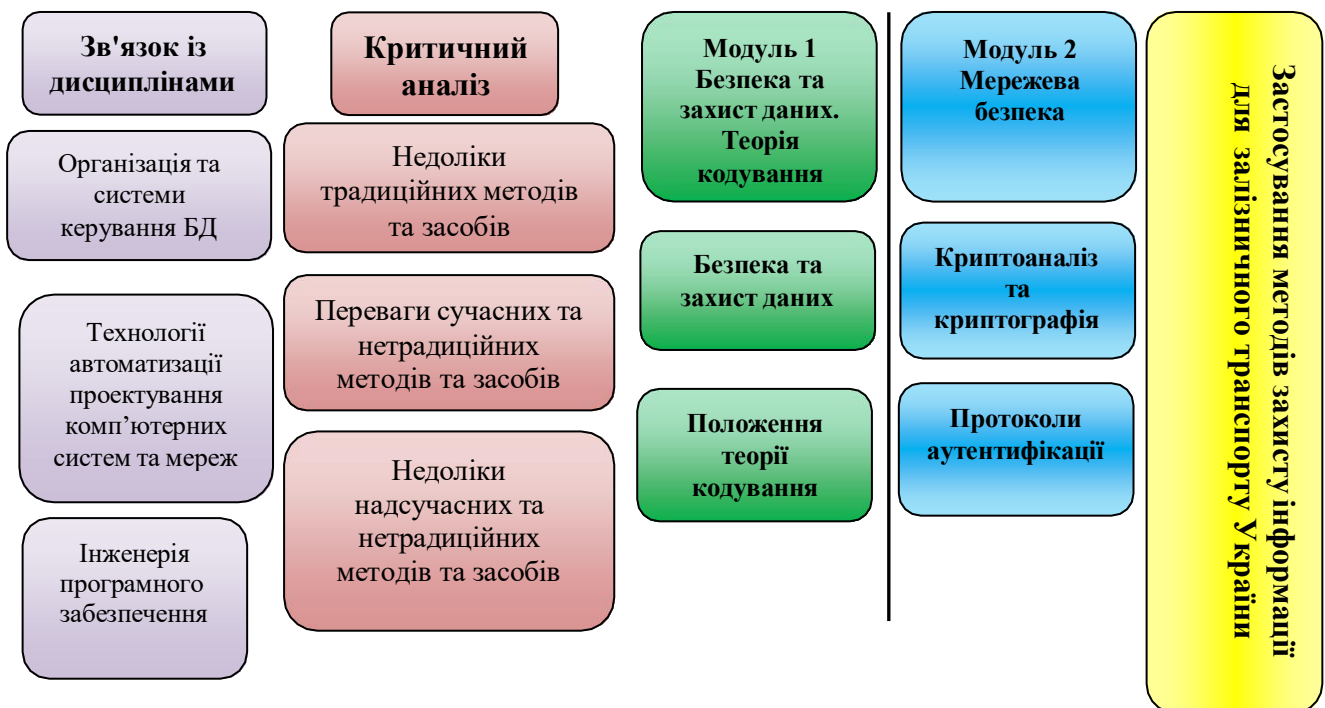 Зв'язок із
дисциплінами
Організація та
системи
керування БД
Технології
автоматизації
проектування
комп’ютерних
систем та мереж
Інженерія
програмного
забезпечення
Критичний
аналіз
Недоліки
традиційних методів
та засобів
Переваги сучасних та
нетрадиційних
методів та засобів
Недоліки
надсучасних та
нетрадиційних
методів та засобів
Модуль 1
Безпека та
захист даних.
Теорія
кодування
Безпека та
захист даних
Положення
теорії
кодування
Модуль 2
Мережева
безпека
Криптоаналіз
та
криптографія
Протоколи
аутентифікації
Застосування методів захисту інформації
для залізничного транспорту України